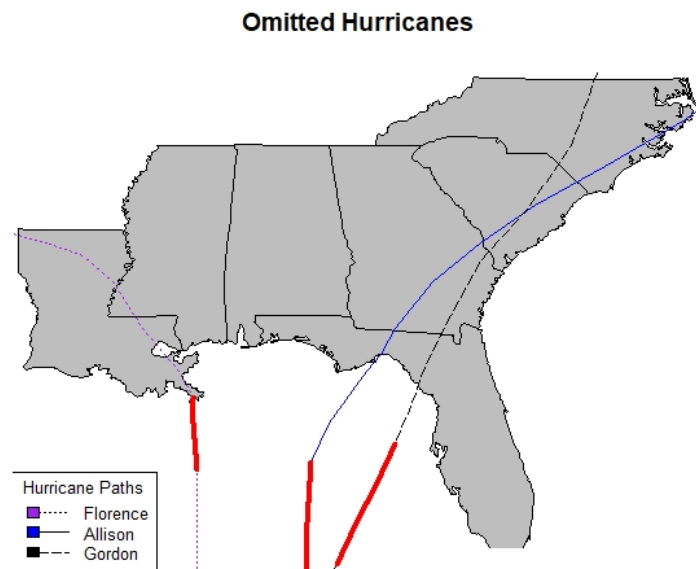 Omitted Hurricanes
Hurricane Paths
Florence
Allison
Gordon